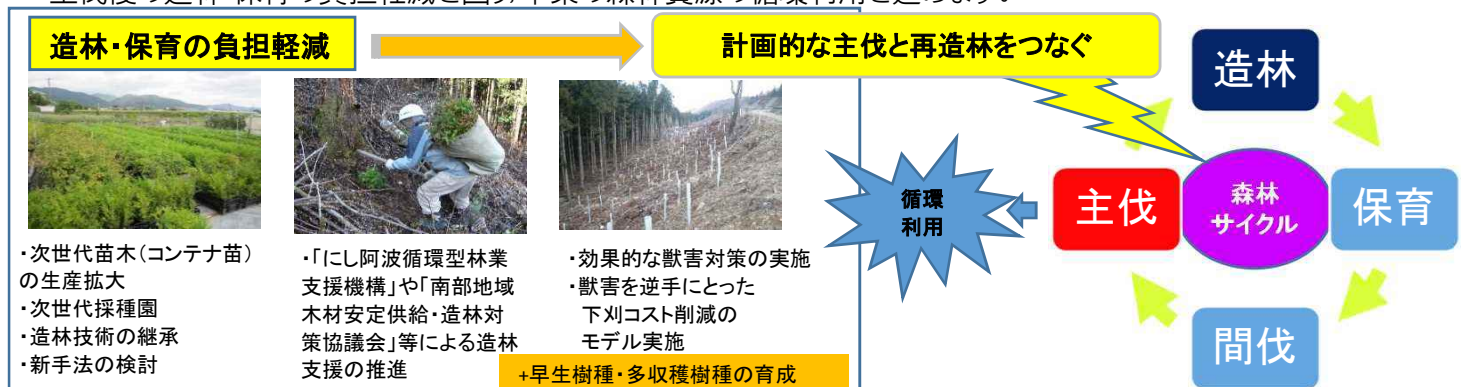 造林・保育の負担軽減
計画的な主伐と再造林をつなぐ
・次世代苗木(コンテナ苗)
の生産拡大
・次世代採種園
・造林技術の継承
・新手法の検討
・「にし阿波循環型林業
支援機構」や「南部地域
木材安定供給・造林対
策協議会」等による造林
支援の推進
・効果的な獣害対策の実施
・獣害を逆手にとった
下刈コスト削減の
モデル実施
+早生樹種・多収穫樹種の育成
循環
利用
造林
主伐
森林
サイクル
保育
間伐